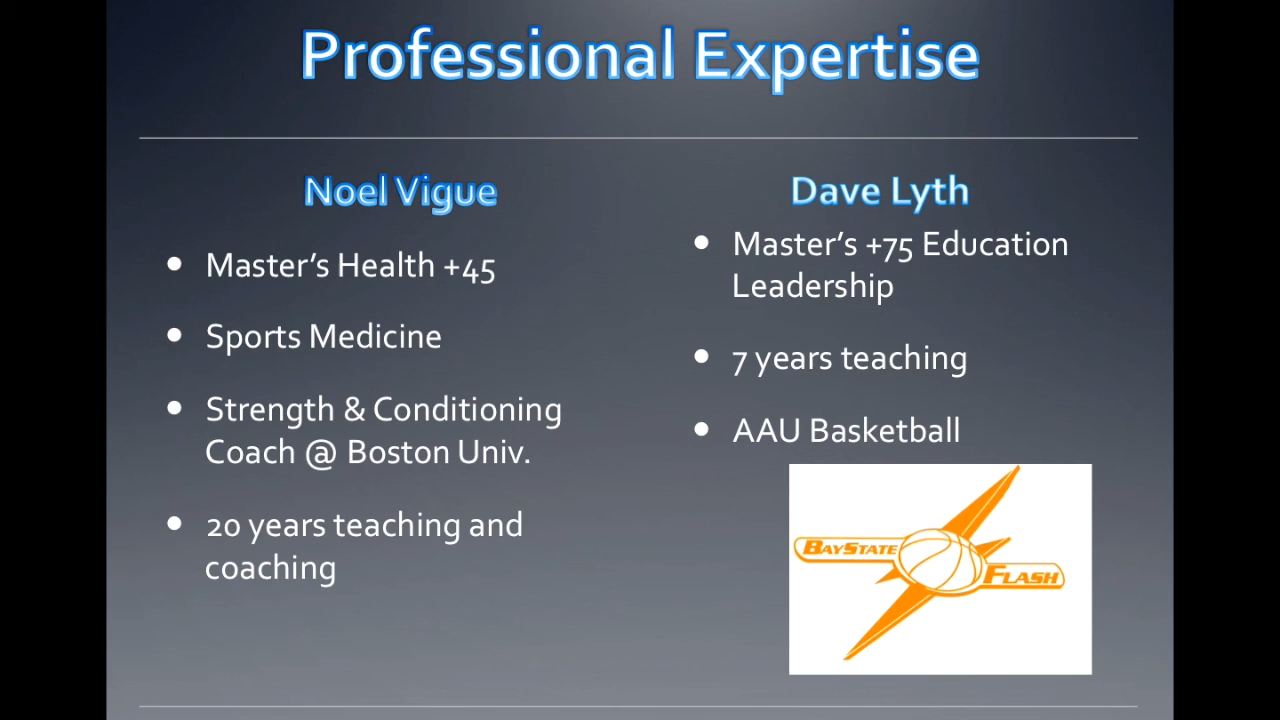 Professional Expertise
Noel Vigue
• Master’s Health +45
• Sports Medicine
• Strength & Conditioning
Coach @ Boston Univ.
• 20 years teaching and
coaching
Dave Lyth
• Master’s +75 Education
Leadership
• 7 years teaching
• AAU Basketball
BAYSTATE
FLASH